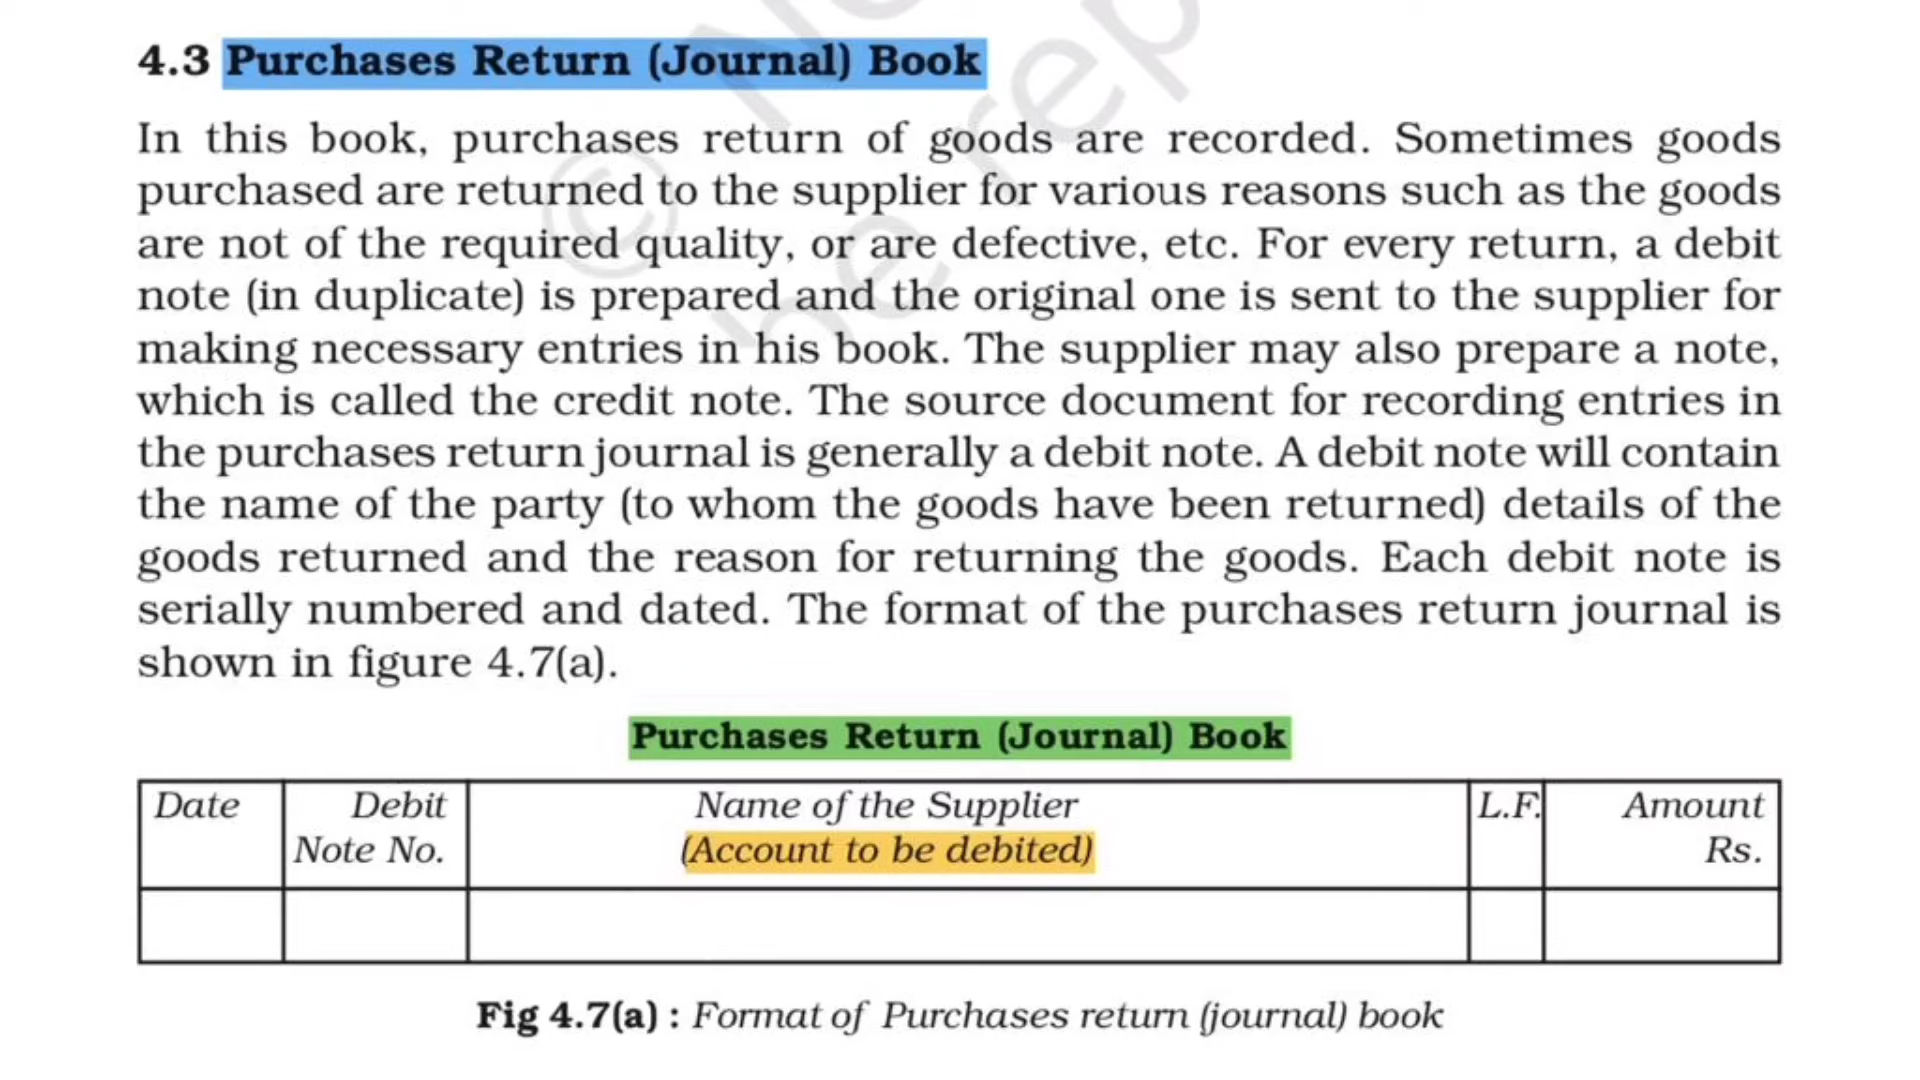 4.3 Purchases Return (Journal) Book
In this book, purchases return of goods are recorded. Sometimes goods
purchased are returned to the supplier for various reasons such as the goods
are not of the required quality, or are defective, etc. For every return, a debit
note (in duplicate) is prepared and the original one is sent to the supplier for
making necessary entries in his book. The supplier may also prepare a note,
which is called the credit note. The source document for recording entries in
the purchases return journal is generally a debit note. A debit note will contain
the name of the party (to whom the goods have been returned) details of the
goods returned and the reason for returning the goods. Each debit note is
serially numbered and dated. The format of the purchases return journal is
shown in figure 4.7(a).
Purchases Return (Journal) Book
Date Debit Name of the Supplier L.F. Amount
Note No. (Account to be debited) Rs.
Fig 4.7(a) : Format of Purchases return (journal) book